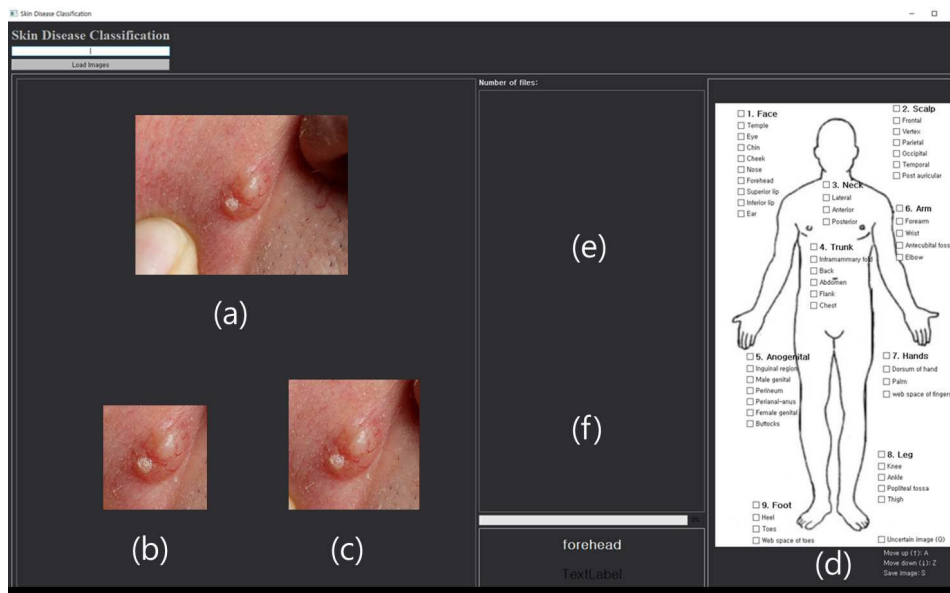 Skin Disease Classification
Skin Disease Classification
Load Images
Number of files:
(a)
(b)
(c)
(e)
(f)
forehead
TextLabel
1. Face
Temple
Eye
Chin
Cheek
Nose
Forehead
Superior lip
Inferior lip
Ear
2. Scalp
Frontal
Vertex
Parietal
Occipital
Temporal
Post auricular
3. Neck
Lateral
Anterior
Posterior
4. Trunk
Inframammary fold
Back
Abdomen
Flank
Chest
6. Arm
Forearm
Wrist
Antecubital foss
Elbow
5. Anogenital
Inguinal region
Male genital
Perineum
Perianal-anus
Female genital
Buttocks
7. Hands
Dorsum of hand
Palm
web space of fingers
8. Leg
Knee
Ankle
Popliteal fossa
Thigh
9. Foot
Heel
Toes
Web space of toes
Uncertain image (Q)
(d)
Move up (↑): A
Move down (↓): Z
Save image: S